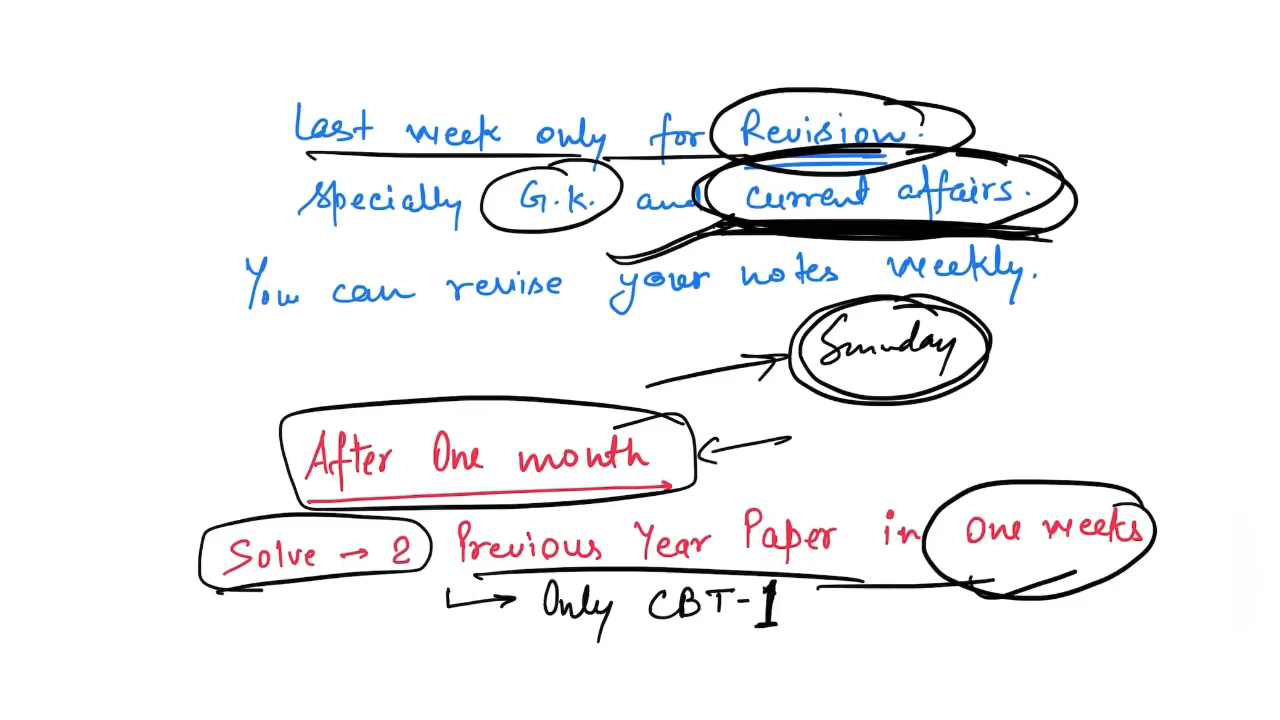 Last week only for Revision.
specially G.K. and current affairs.
You can revise your notes weekly.
Sunday
After One month
Solve → 2 Previous Year Paper in One weeks
↳ Only CBT-1